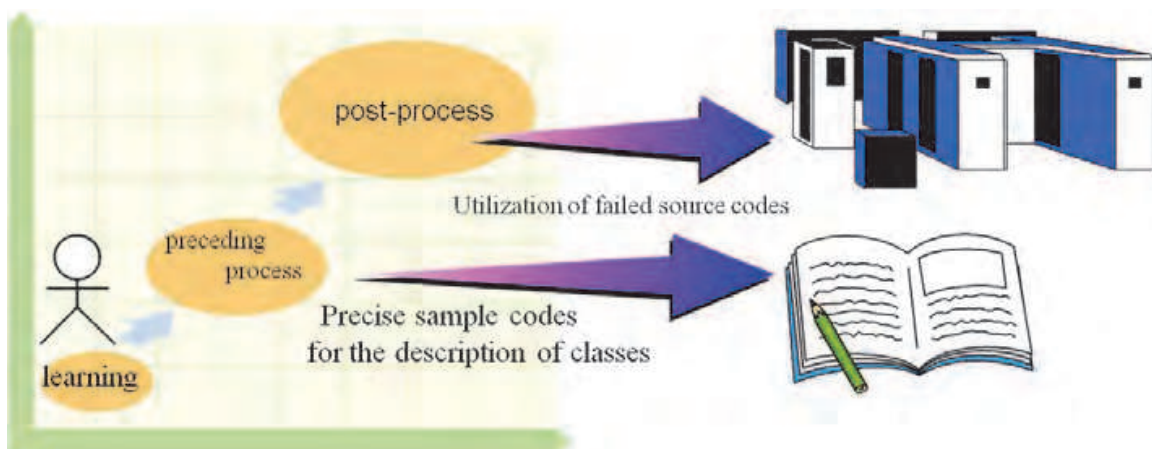 post-process
Utilization of failed source codes
preceding
process
Precise sample codes
for the description of classes
learning